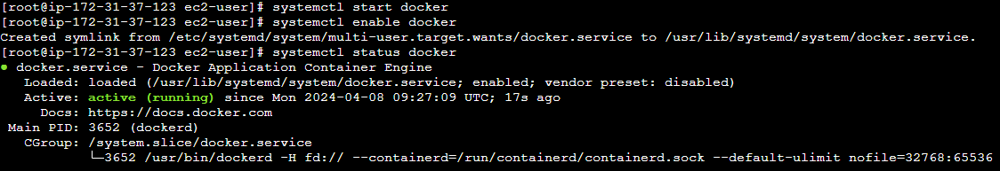 [root@ip-172-31-37-123 ec2-user]# systemctl start docker
[root@ip-172-31-37-123 ec2-user]# systemctl enable docker
Created symlink from /etc/systemd/system/multi-user.target.wants/docker.service to /usr/lib/systemd/system/docker.service.
[root@ip-172-31-37-123 ec2-user]# systemctl status docker
● docker.service - Docker Application Container Engine
   Loaded: loaded (/usr/lib/systemd/system/docker.service; enabled; vendor preset: disabled)
   Active: active (running) since Mon 2024-04-08 09:27:09 UTC; 17s ago
     Docs: https://docs.docker.com
 Main PID: 3652 (dockerd)
   CGroup: /system.slice/docker.service
           └─3652 /usr/bin/dockerd -H fd:// --containerd=/run/containerd/containerd.sock --default-ulimit nofile=32768:65536